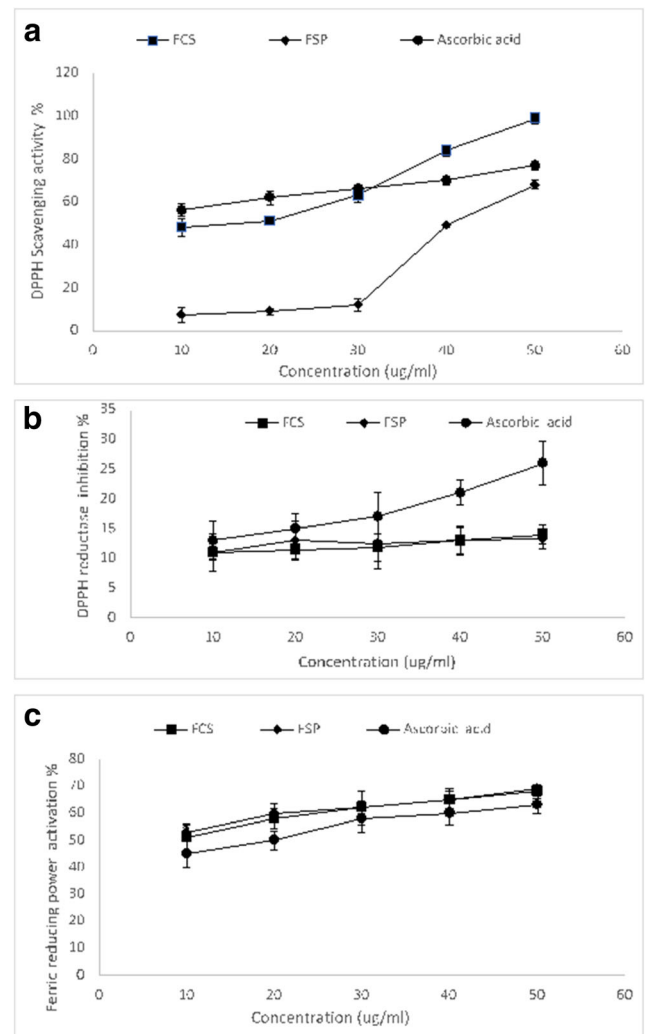 a
FCS FSP Ascorbic acid
DPPH Scavenging activity %
120
100
80
60
40
20
0
0 10 20 30 40 50 60
Concentration (ug/ml)
b
FCS FSP Ascorbic acid
DPPH reductase inhibition %
35
30
25
20
15
10
5
0
0 10 20 30 40 50 60
Concentration (ug/ml)
c
FCS FSP Ascorbic acid
Ferric reducing power activation %
80
70
60
50
40
30
20
10
0
0 10 20 30 40 50 60
Concentration (ug/ml)